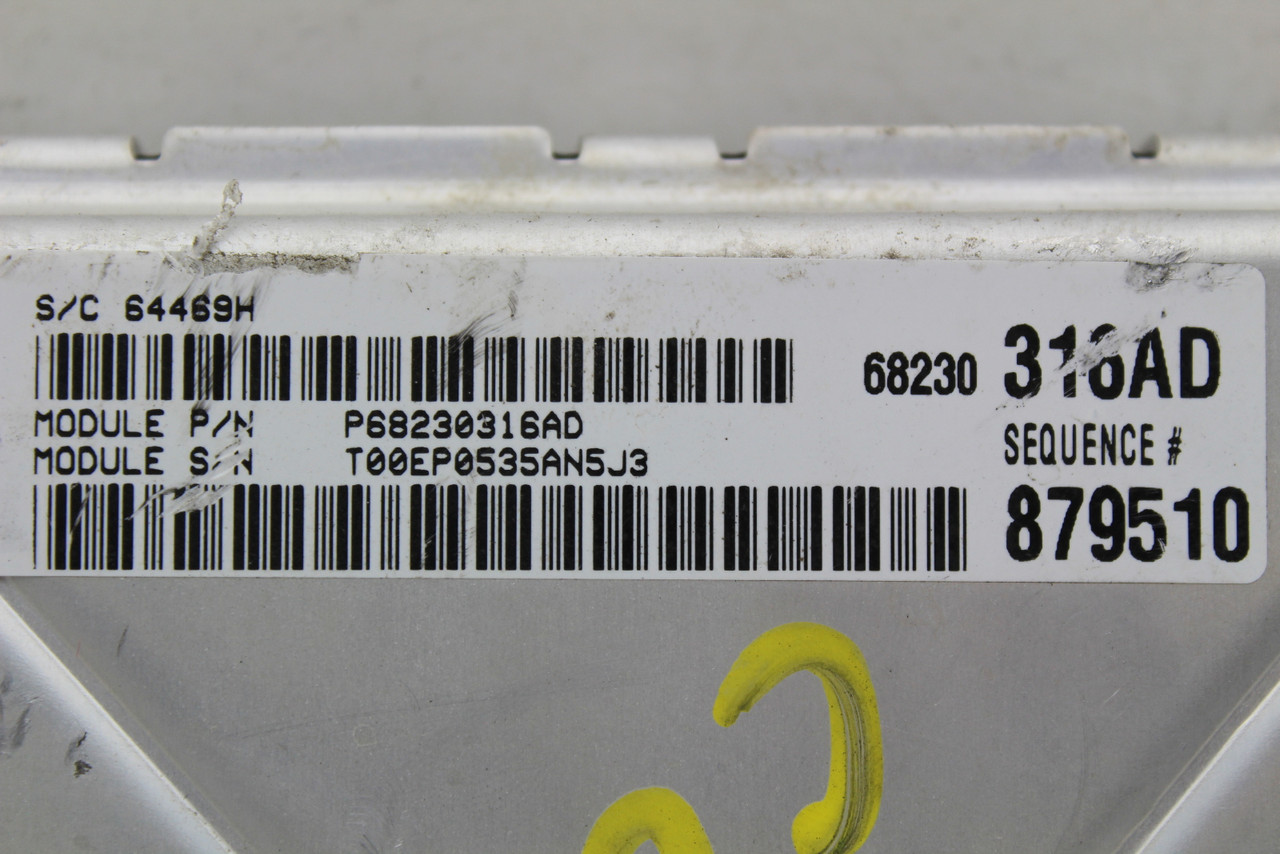 S/C 64469H
68230 316AD
MODULE P/N P68230316AD
MODULE S/N T00EP0535AN5J3
SEQUENCE #
879510